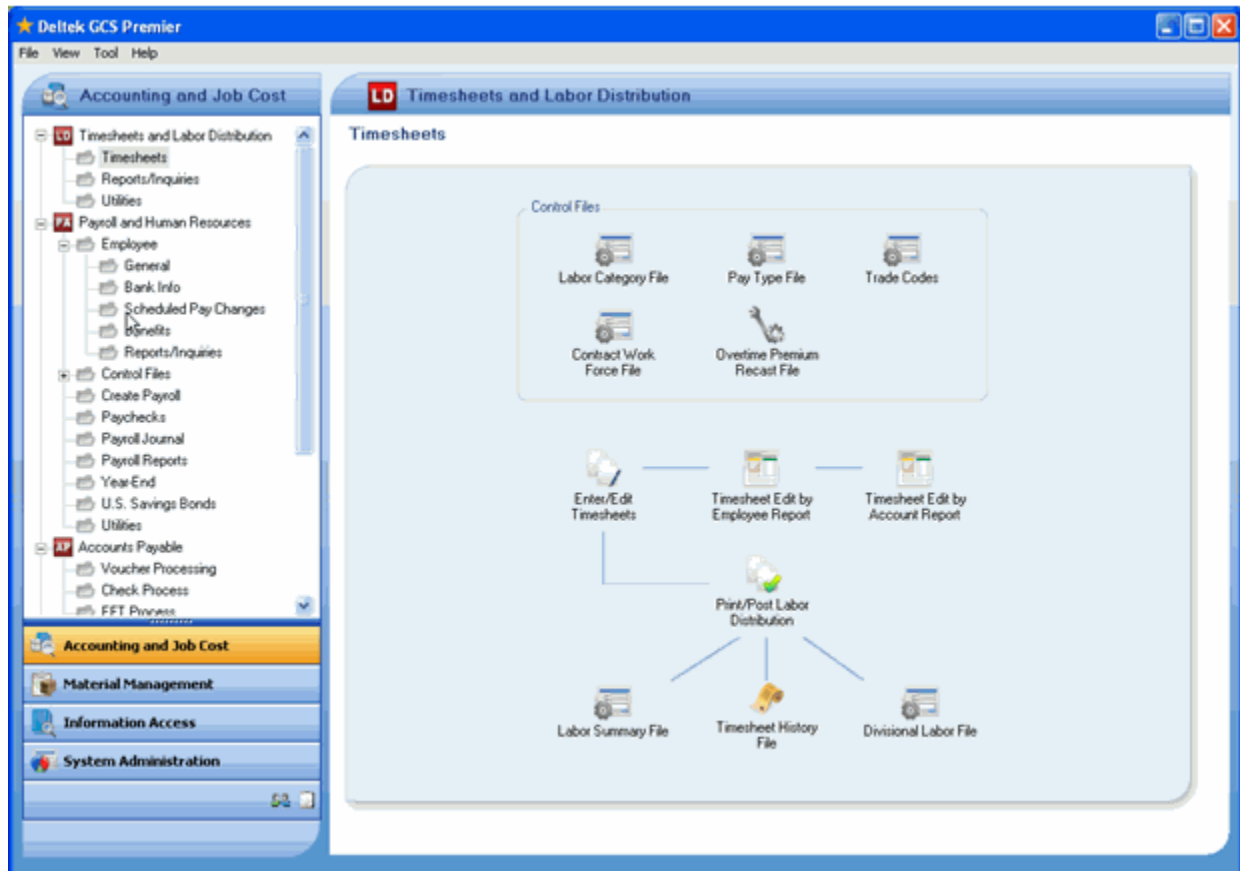 Deltek GCS Premier
File View Tool Help
Accounting and Job Cost
LD Timesheets and Labor Distribution
LD Timesheets and Labor Distribution
Timesheets
Reports/Inquiries
Utilities
PA Payroll and Human Resources
Employee
General
Bank Info
Scheduled Pay Changes
Benefits
Reports/Inquiries
Control Files
Create Payroll
Paychecks
Payroll Journal
Payroll Reports
Year-End
U.S. Savings Bonds
Utilities
AP Accounts Payable
Voucher Processing
Check Process
EFT Process
Accounting and Job Cost
Material Management
Information Access
System Administration
Timesheets
Control Files
Labor Category File
Pay Type File
Trade Codes
Contract Work
Force File
Overtime Premium
Recast File
Enter/Edit
Timesheets
Timesheet Edit by
Employee Report
Timesheet Edit by
Account Report
Print/Post Labor
Distribution
Labor Summary File
Timesheet History
File
Divisional Labor File